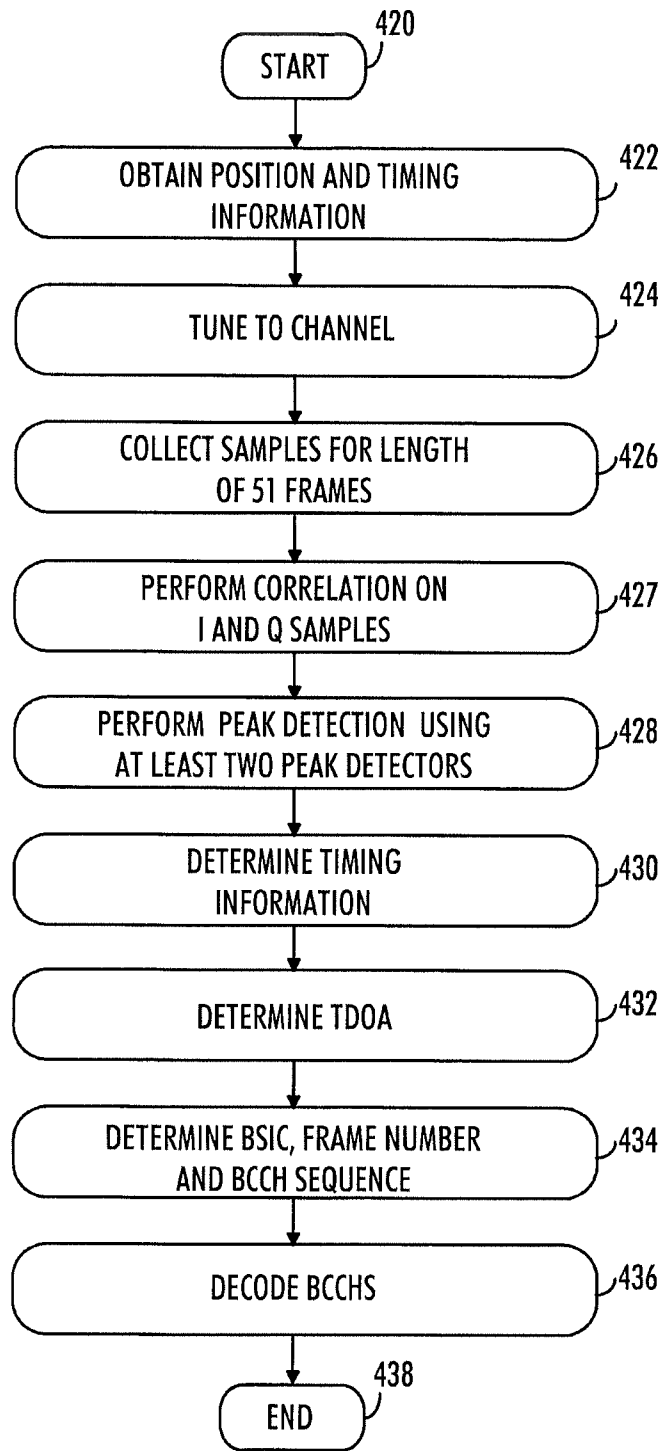 420
START
422
OBTAIN POSITION AND TIMING
INFORMATION
424
TUNE TO CHANNEL
COLLECT SAMPLES FOR LENGTH
OF 51 FRAMES
426
PERFORM CORRELATION ON
I AND Q SAMPLES
427
PERFORM PEAK DETECTION USING
AT LEAST TWO PEAK DETECTORS
428
DETERMINE TIMING
INFORMATION
430
DETERMINE TDOA
432
DETERMINE BSIC, FRAME NUMBER
AND BCCH SEQUENCE
434
DECODE BCCHS
436
438
END